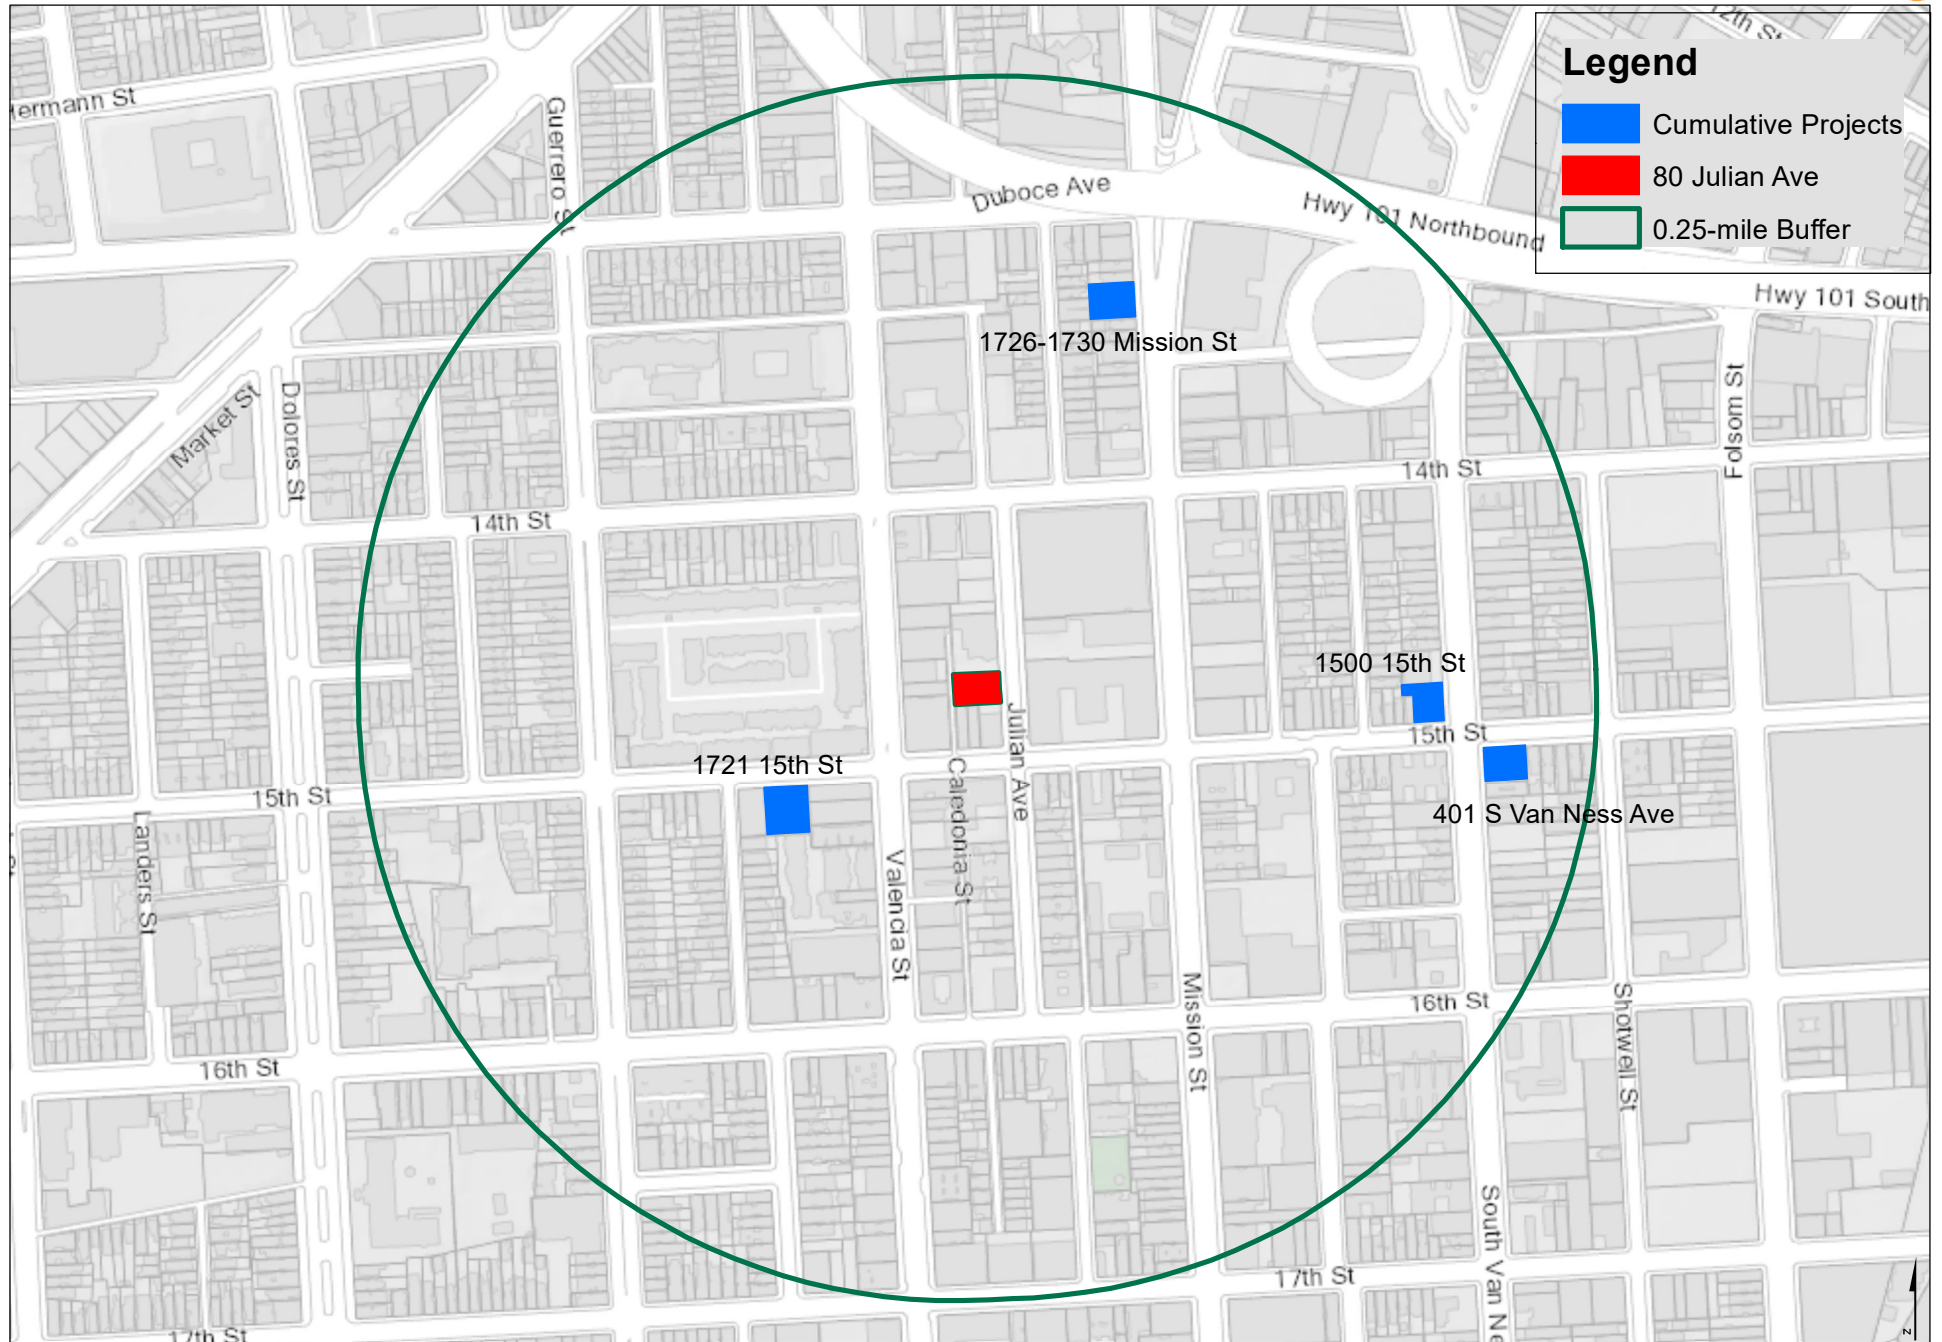 12th St
Legend
Cumulative Projects
80 Julian Ave
0.25-mile Buffer
Hermann St
Guerrero St
Duboce Ave
Hwy 101 Northbound
Hwy 101 South
1726-1730 Mission St
Market St
Dolores St
Folsom St
14th St
14th St
1500 15th St
Julian Ave
15th St
1721 15th St
15th St
401 S Van Ness Ave
Landers St
Caledonia St
Valencia St
Mission St
16th St
Shotwell St
16th St
South Van Ne
17th St
17th St
z